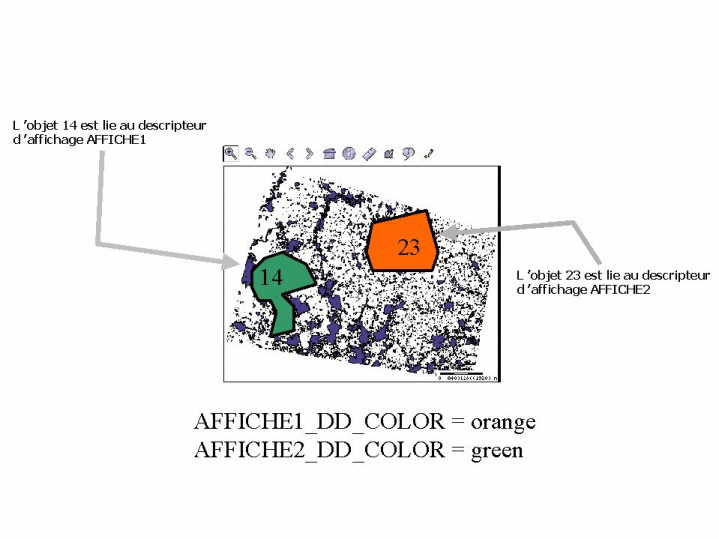 L 'objet 14 est lie au descripteur
d 'affichage AFFICHE1
23
14
L 'objet 23 est lie au descripteur
d 'affichage AFFICHE2
AFFICHE1_DD_COLOR = orange
AFFICHE2_DD_COLOR = green